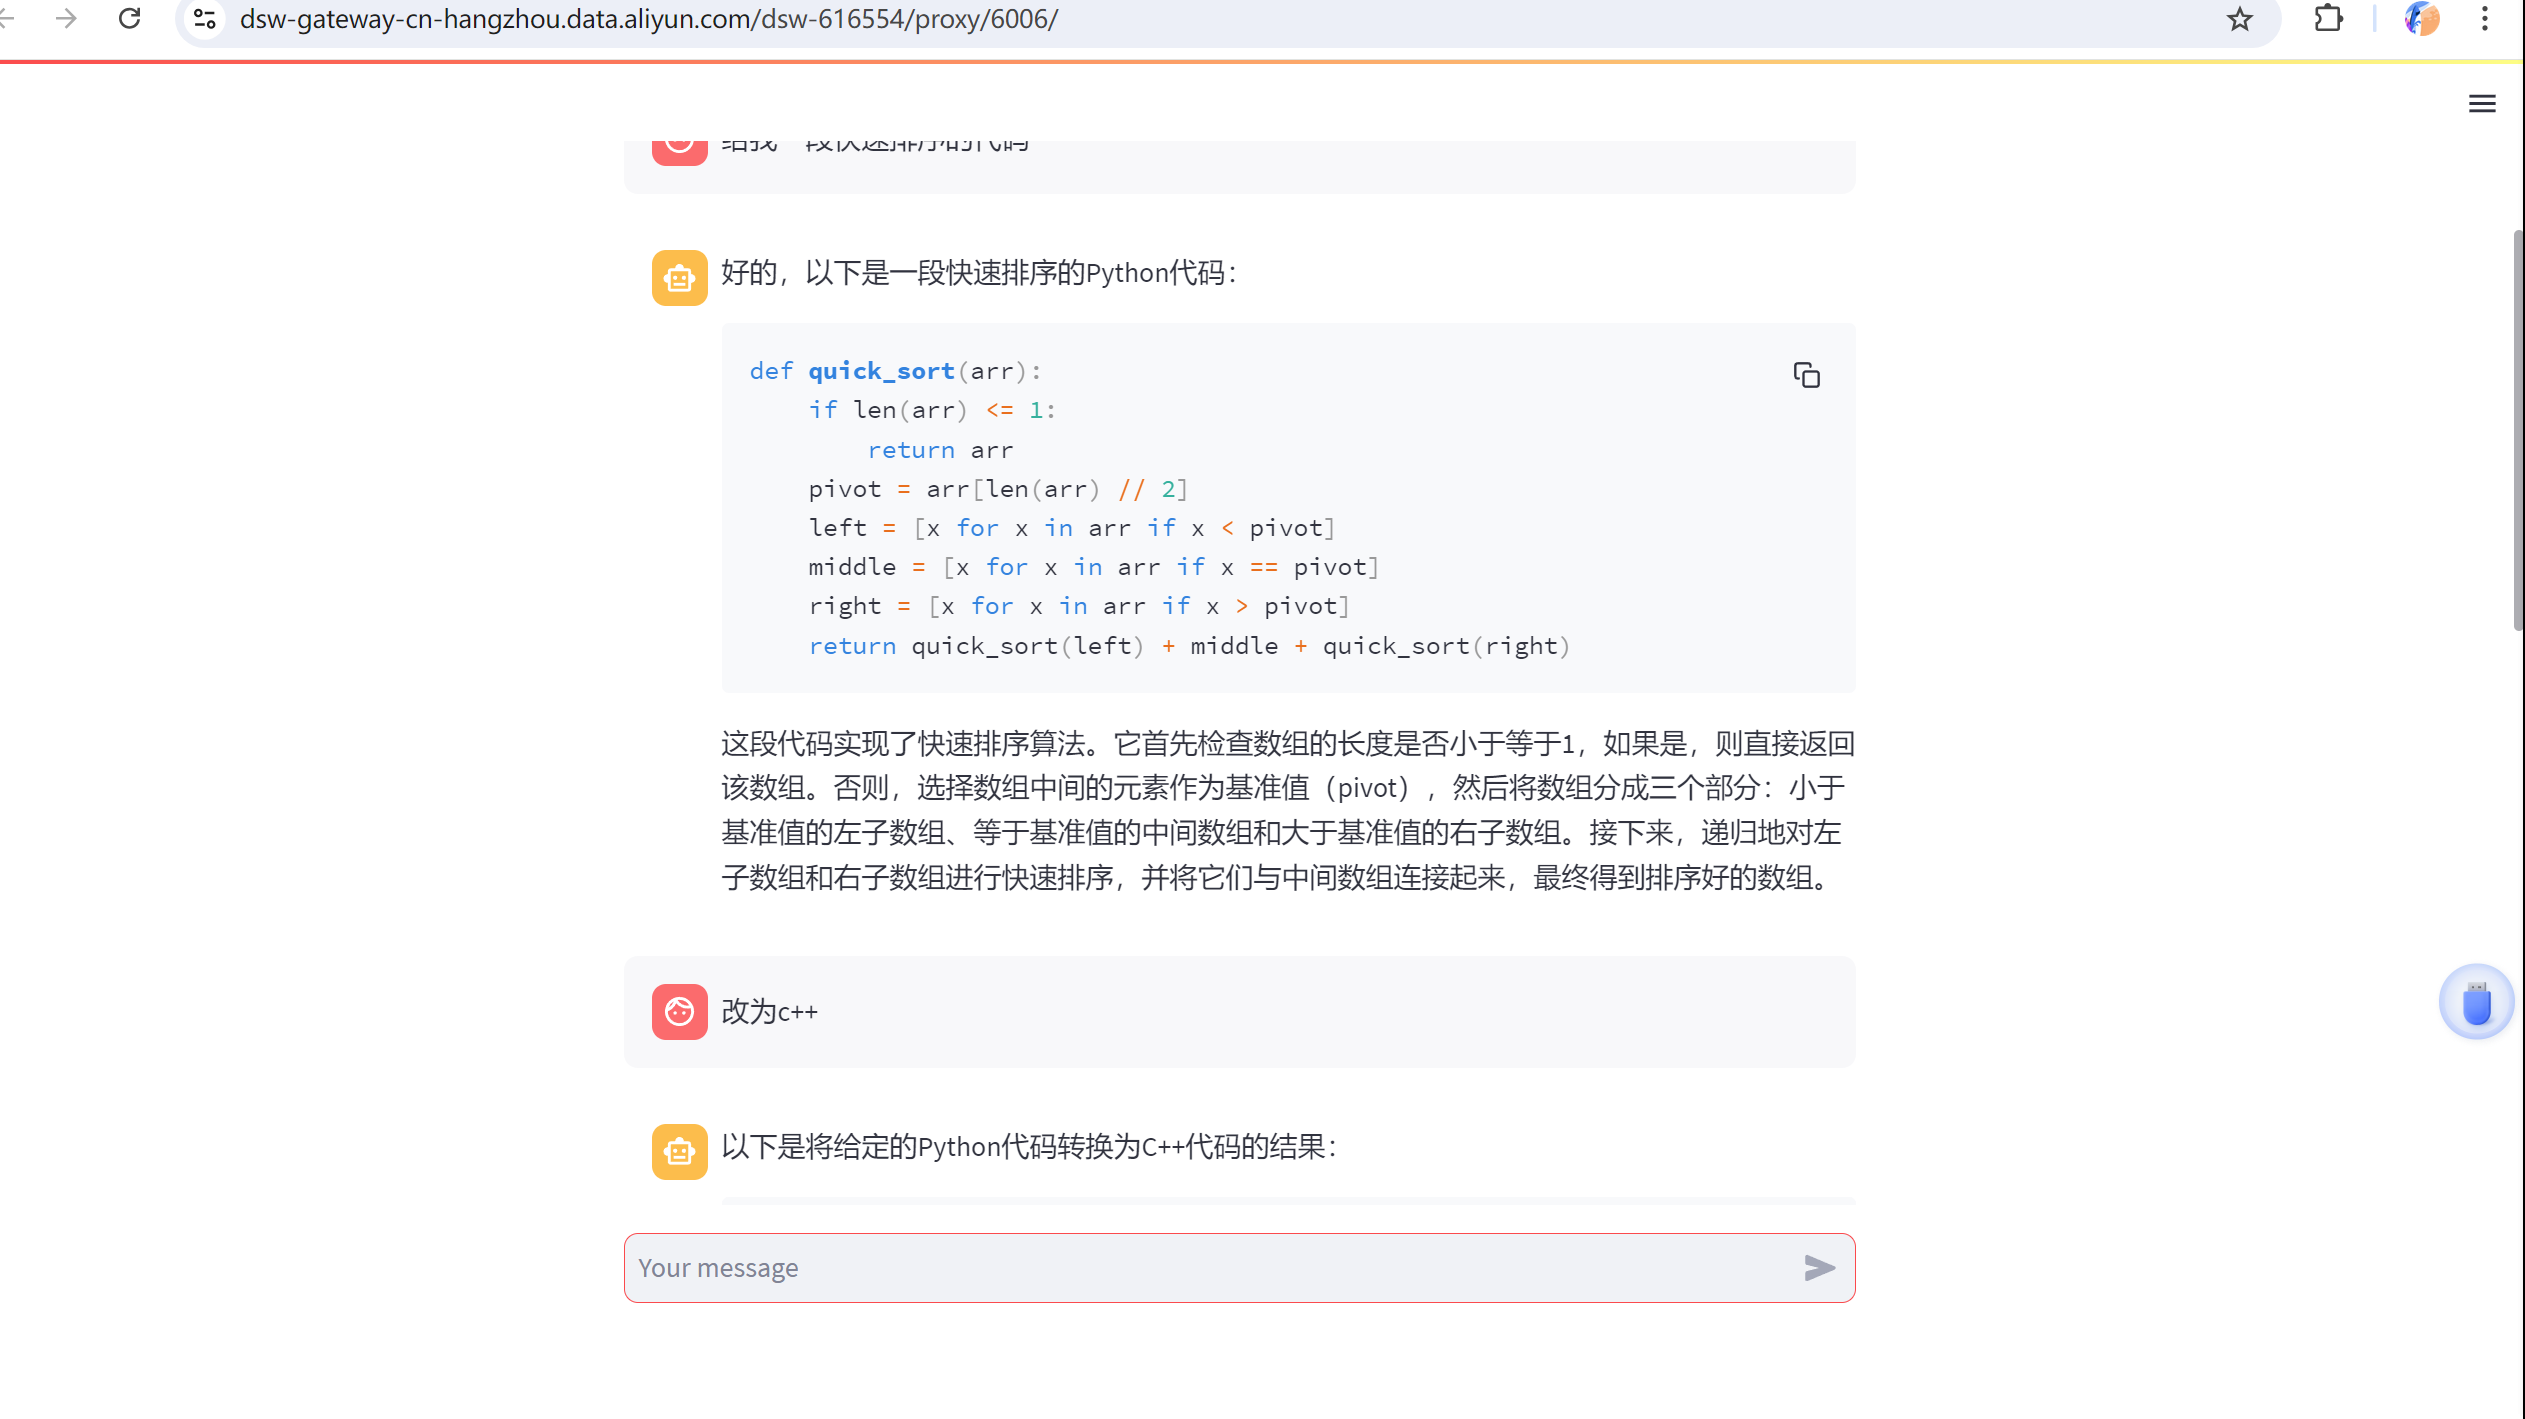 dsw-gateway-cn-hangzhou.data.aliyun.com/dsw-616554/proxy/6006/
给我一段快速排序的代码
好的，以下是一段快速排序的Python代码：
def quick_sort(arr):
    if len(arr) <= 1:
        return arr
    pivot = arr[len(arr) // 2]
    left = [x for x in arr if x < pivot]
    middle = [x for x in arr if x == pivot]
    right = [x for x in arr if x > pivot]
    return quick_sort(left) + middle + quick_sort(right)
这段代码实现了快速排序算法。它首先检查数组的长度是否小于等于1，如果是，则直接返回
该数组。否则，选择数组中间的元素作为基准值（pivot），然后将数组分成三个部分：小于
基准值的左子数组、等于基准值的中间数组和大于基准值的右子数组。接下来，递归地对左
子数组和右子数组进行快速排序，并将它们与中间数组连接起来，最终得到排序好的数组。
改为c++
以下是将给定的Python代码转换为C++代码的结果：
Your message